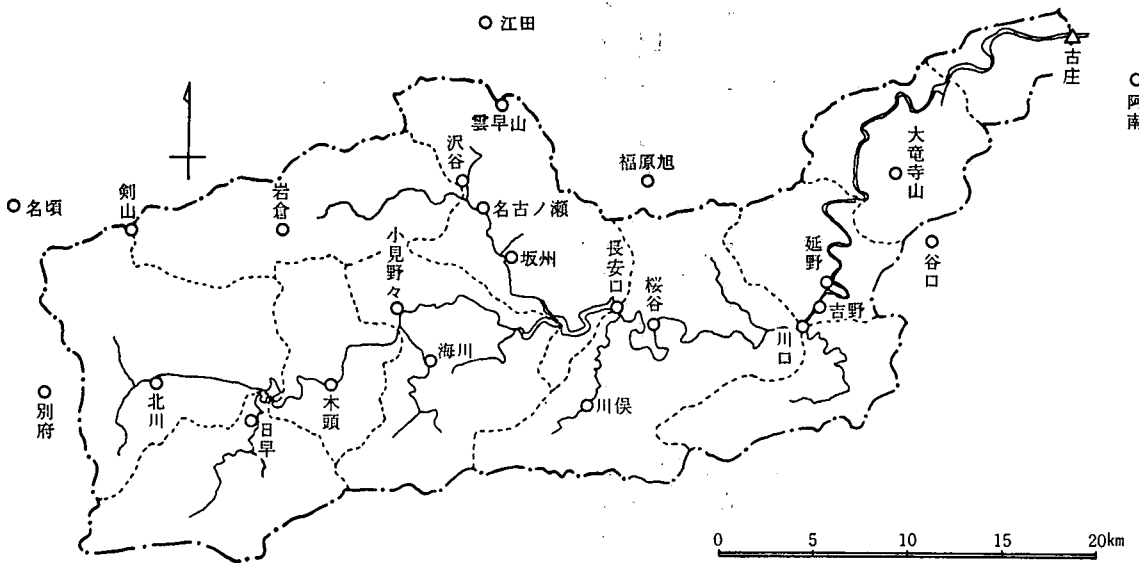 江田
古庄
阿南
雲早山
沢谷
福原旭
大竜寺山
名頃
剣山
岩倉
名古ノ瀬
小見野々
坂州
長安口
桜谷
延野
谷口
吉野
川口
海川
別府
北川
日早
木頭
川俣
0 5 10 15 20km